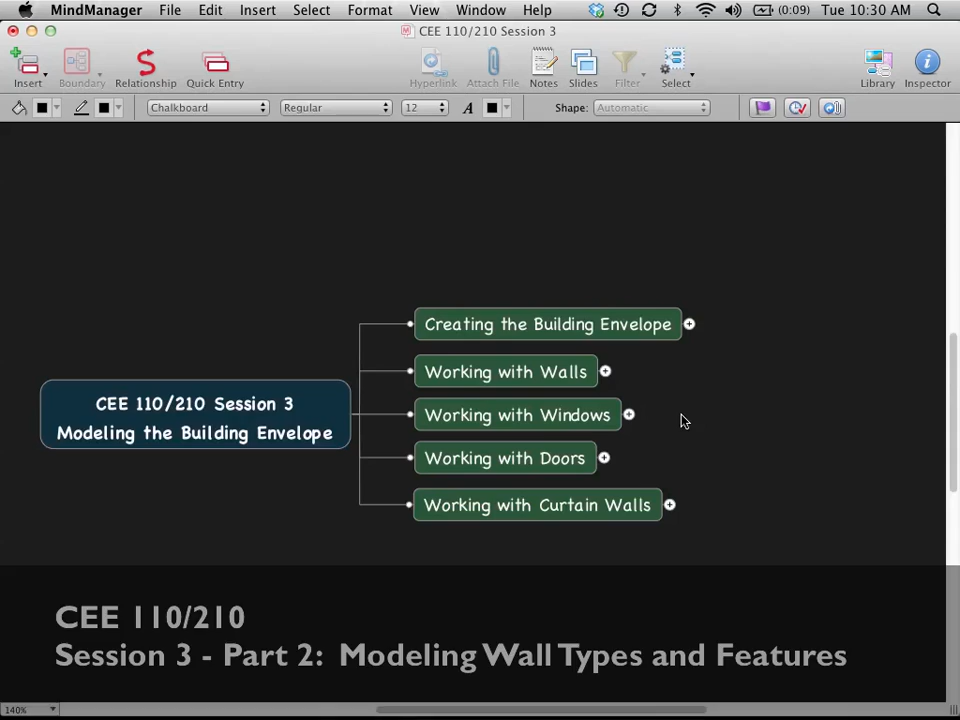 MindManager File Edit Insert Select Format View Window Help (0:09) Tue 10:30 AM
CEE 110/210 Session 3
Insert Boundary Relationship Quick Entry Hyperlink Attach File Notes Slides Filter Select Library Inspector
Chalkboard Regular 12 A Shape: Automatic
Creating the Building Envelope
Working with Walls
CEE 110/210 Session 3
Modeling the Building Envelope
Working with Windows
Working with Doors
Working with Curtain Walls
CEE 110/210
Session 3 - Part 2: Modeling Wall Types and Features
140%